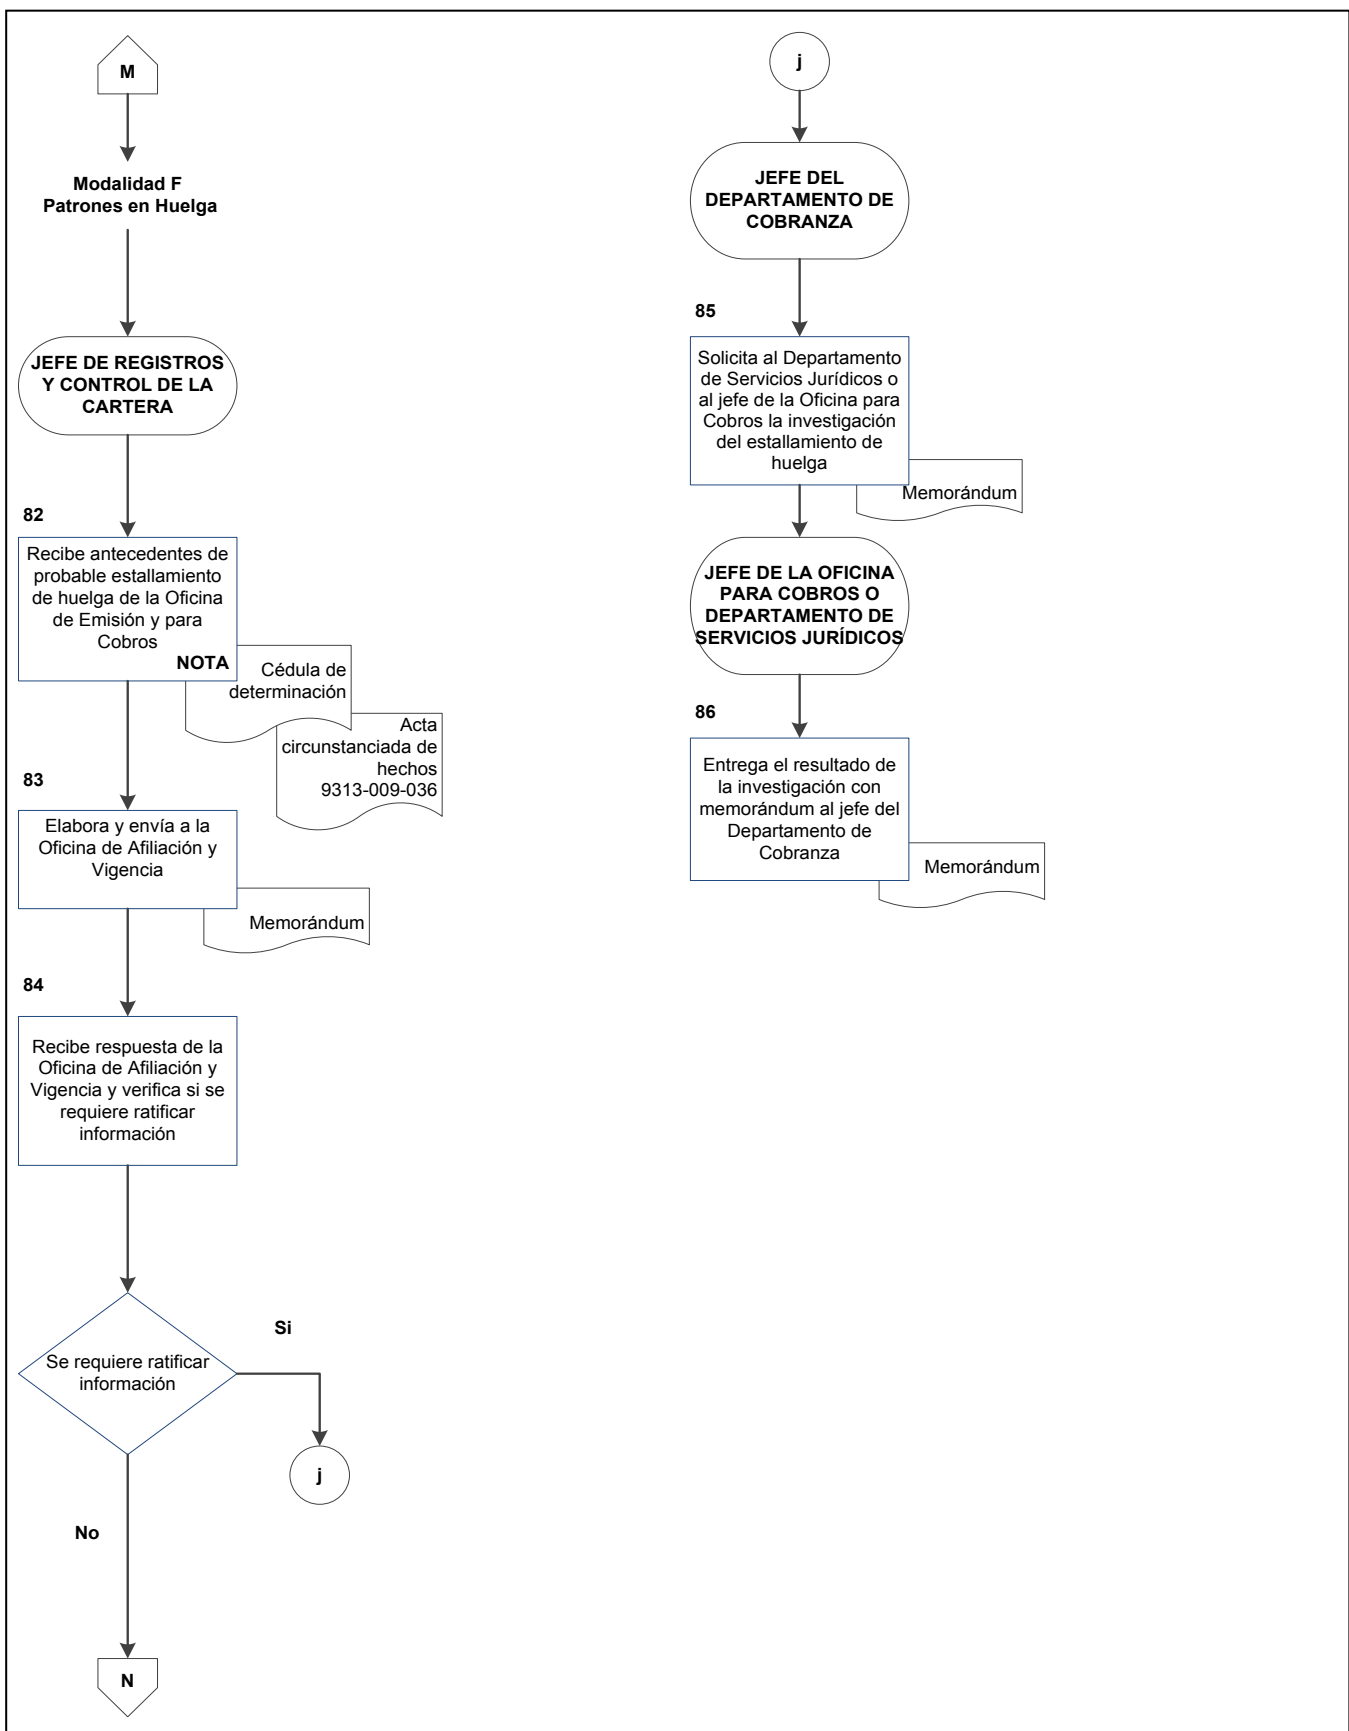 M
Modalidad F
Patrones en Huelga
JEFE DE REGISTROS
Y CONTROL DE LA
CARTERA
82
Recibe antecedentes de
probable estallamiento
de huelga de la Oficina
de Emisión y para
Cobros
NOTA
Cédula de
determinación
Acta
circunstanciada de
hechos
9313-009-036
83
Elabora y envía a la
Oficina de Afiliación y
Vigencia
Memorándum
84
Recibe respuesta de la
Oficina de Afiliación y
Vigencia y verifica si se
requiere ratificar
información
Se requiere ratificar
información
Si
j
No
N
j
JEFE DEL
DEPARTAMENTO DE
COBRANZA
85
Solicita al Departamento
de Servicios Jurídicos o
al jefe de la Oficina para
Cobros la investigación
del estallamiento de
huelga
Memorándum
JEFE DE LA OFICINA
PARA COBROS O
DEPARTAMENTO DE
SERVICIOS JURÍDICOS
86
Entrega el resultado de
la investigación con
memorándum al jefe del
Departamento de
Cobranza
Memorándum